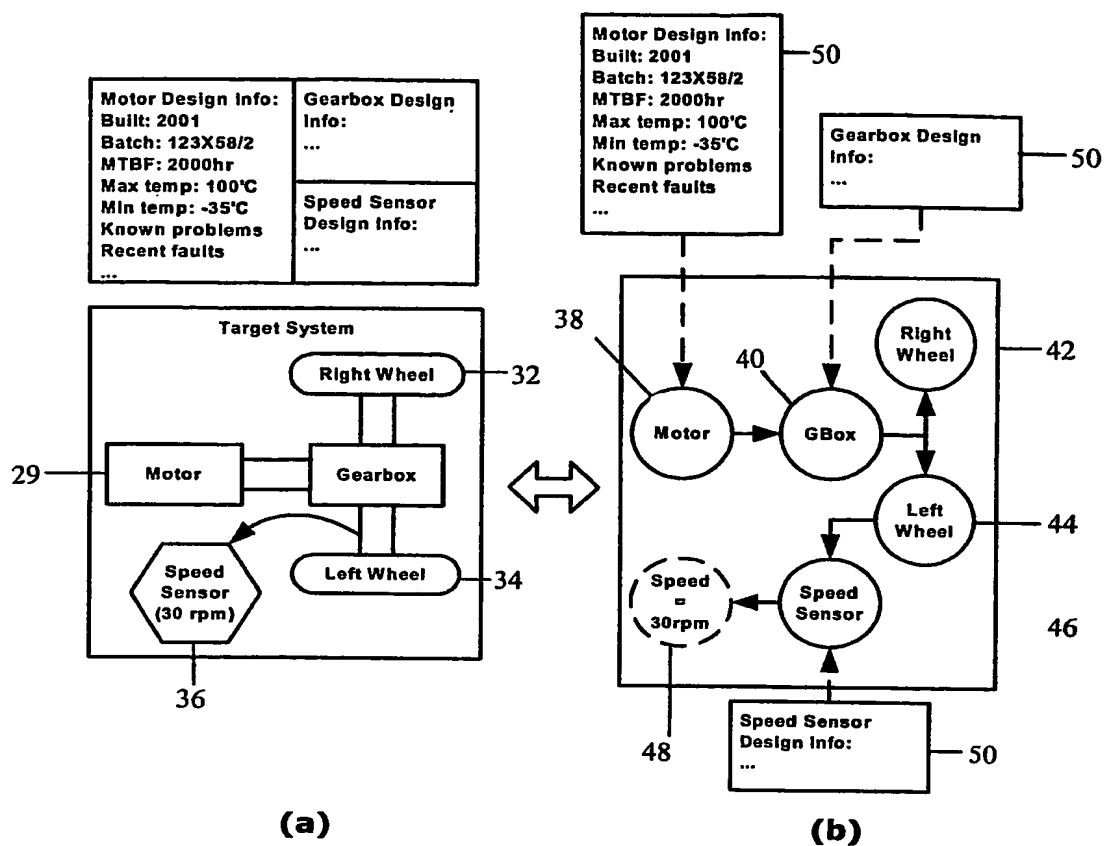 Motor Design Info:
Built: 2001
Batch: 123X58/2
MTBF: 2000hr
Max temp: 100'C
Min temp: -35'C
Known problems
Recent faults
...
Gearbox Design
Info:
...
Speed Sensor
Design Info:
...
Target System
Right Wheel
32
29
Motor
Gearbox
Left Wheel
34
Speed
Sensor
(30 rpm)
36
(a)
Motor Design Info:
Built: 2001
Batch: 123X58/2
MTBF: 2000hr
Max temp: 100'C
Min temp: -35'C
Known problems
Recent faults
...
50
Gearbox Design
Info:
...
50
38
40
Right
Wheel
42
Motor
GBox
Left
Wheel
44
Speed
=
30rpm
Speed
Sensor
46
48
Speed Sensor
Design Info:
...
50
(b)